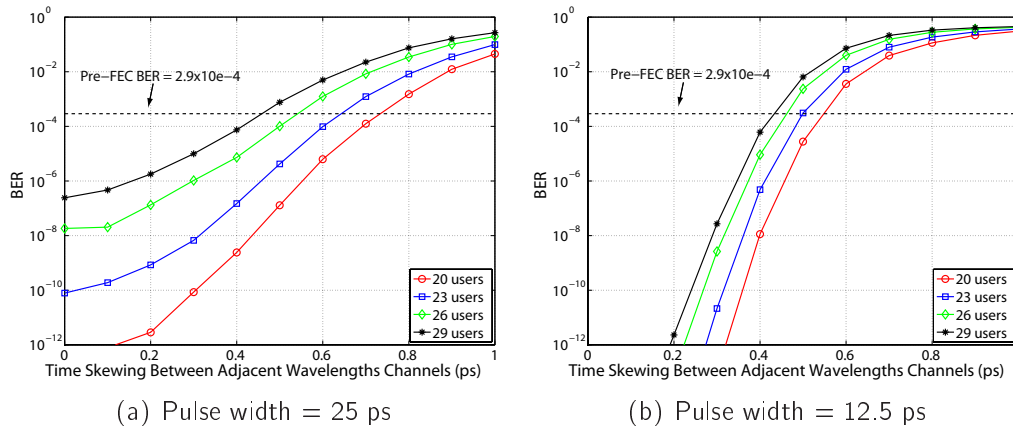 10^0
10^−2
10^−4
10^−6
10^−8
10^−10
10^−12
BER
Pre−FEC BER = 2.9x10e−4
20 users
23 users
26 users
29 users
0 0.2 0.4 0.6 0.8 1
Time Skewing Between Adjacent Wavelengths Channels (ps)
(a) Pulse width = 25 ps
10^0
10^−2
10^−4
10^−6
10^−8
10^−10
10^−12
BER
Pre−FEC BER = 2.9x10e−4
20 users
23 users
26 users
29 users
0 0.2 0.4 0.6 0.8
Time Skewing Between Adjacent Wavelengths Channels (ps)
(b) Pulse width = 12.5 ps